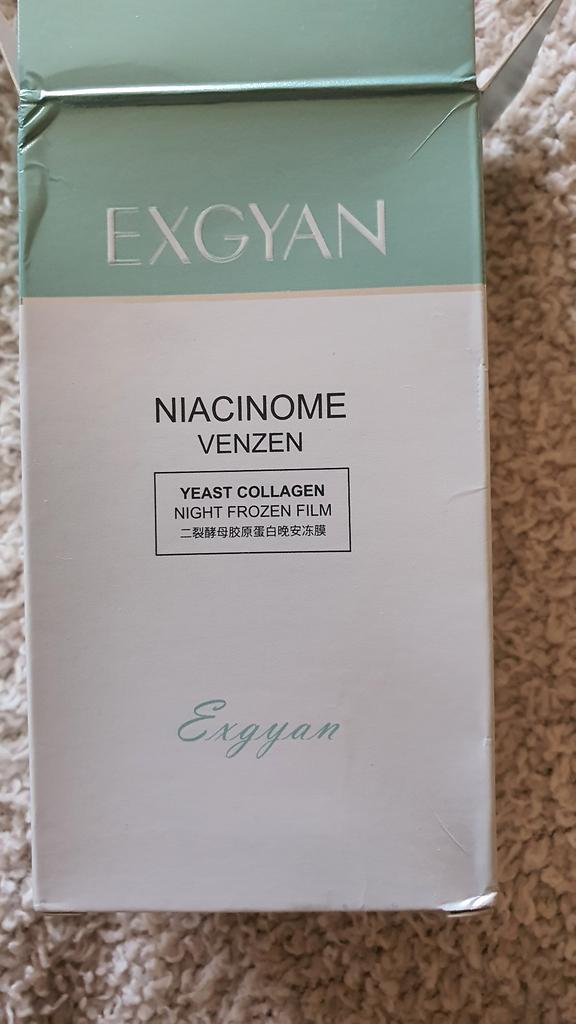 EXGYAN
NIACINOME
VENZEN
YEAST COLLAGEN
NIGHT FROZEN FILM
二裂酵母胶原蛋白晚安冻膜
Exgyan